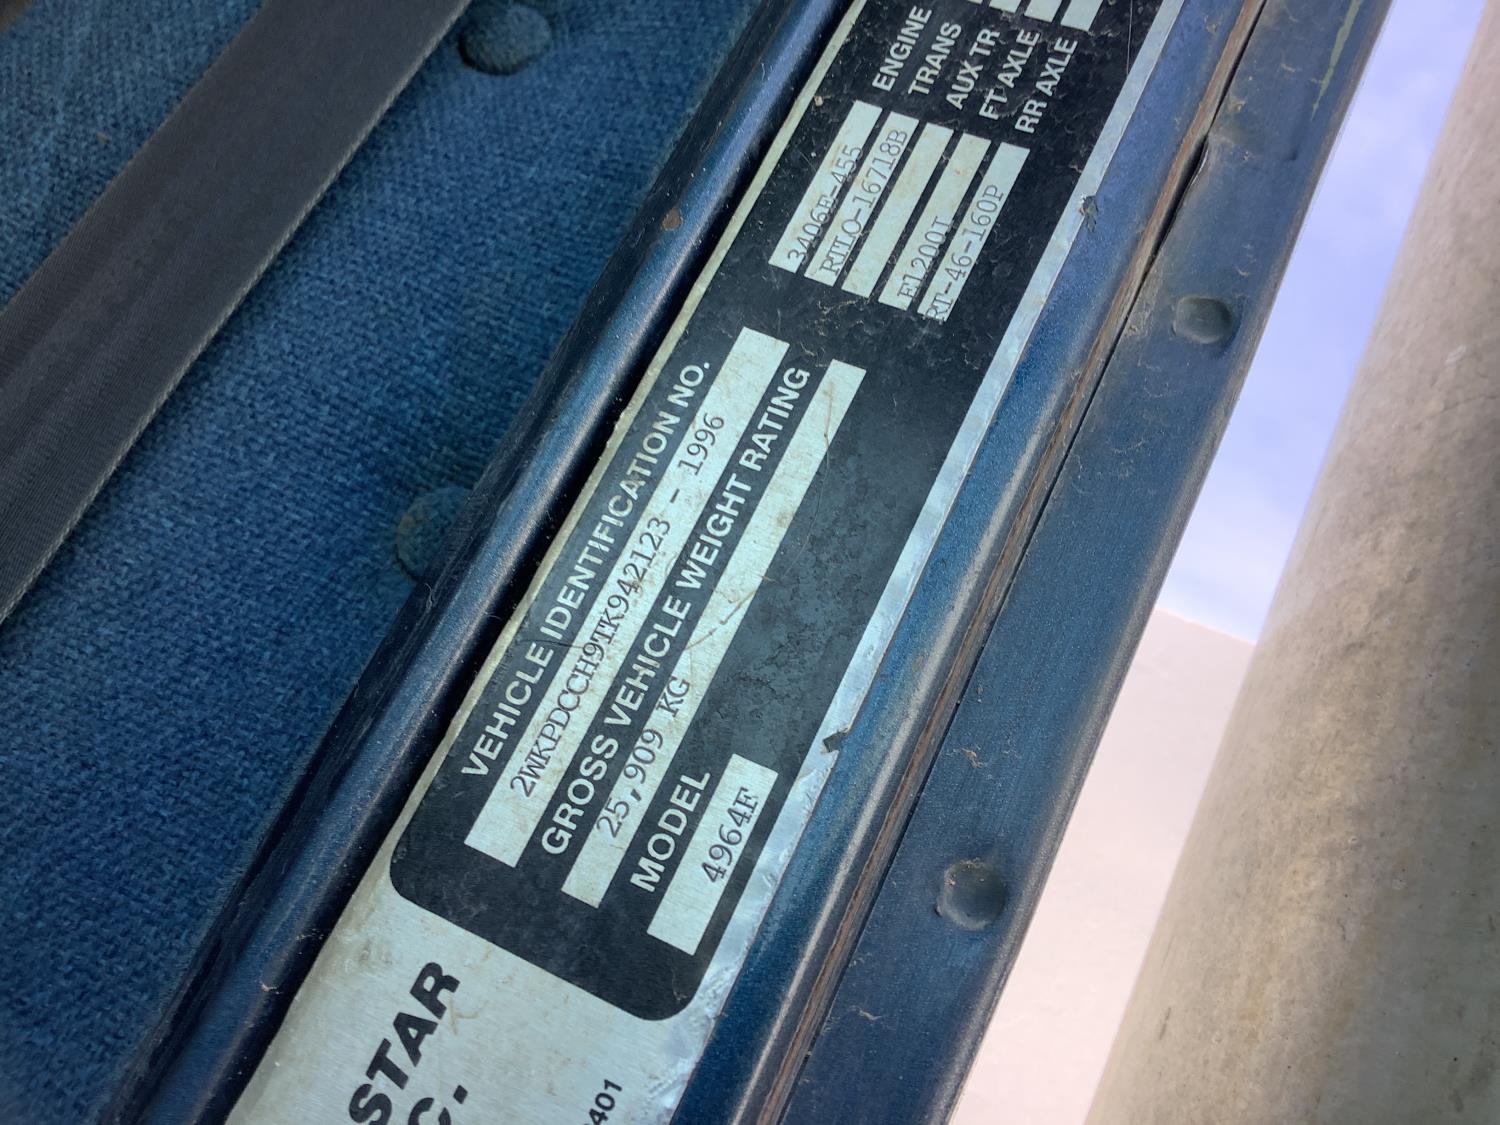 STAR
C.
401
VEHICLE IDENTIFICATION NO.
2WKPDCCH9TK942123 - 1996
GROSS VEHICLE WEIGHT RATING
25,909 KG
MODEL
4964F
3406E-455 ENGINE
RTLO-16718B TRANS
AUX TR
E1200I FT AXLE
RT-46-160P RR AXLE